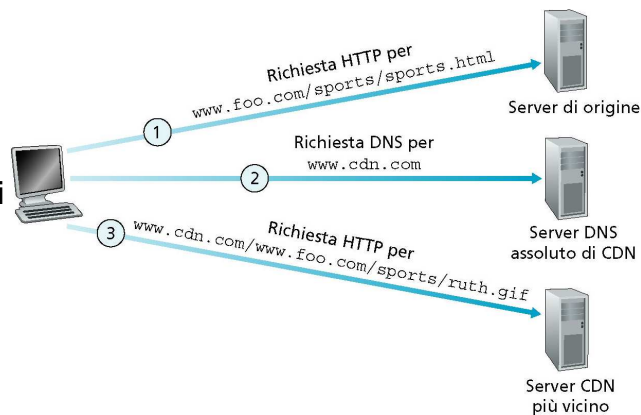 Richiesta HTTP per
www.foo.com/sports/sports.html
1
Server di origine
Richiesta DNS per
www.cdn.com
2
Server DNS
assoluto di CDN
i
3
Richiesta HTTP per
www.cdn.com/www.foo.com/sports/ruth.gif
Server CDN
più vicino